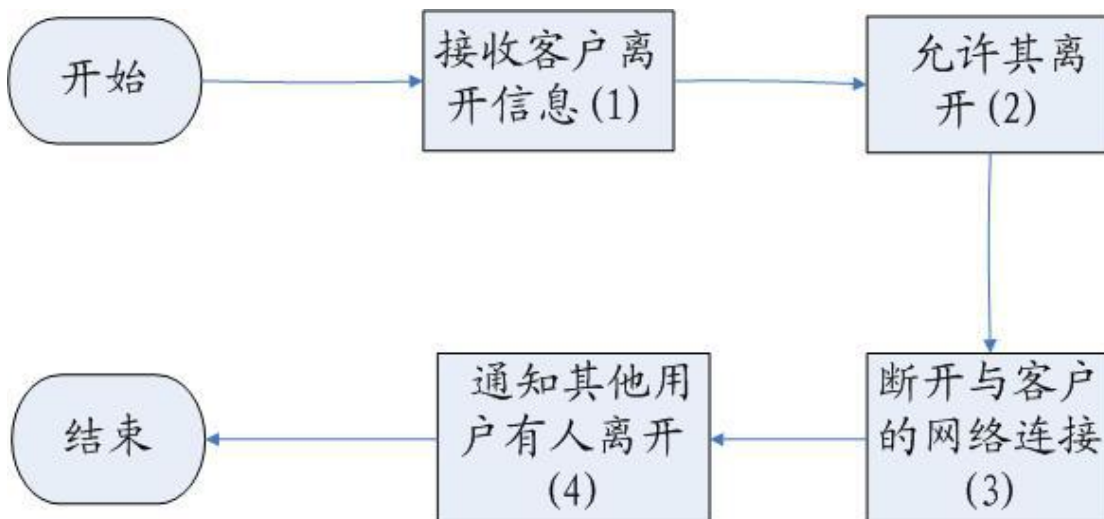 开始
接收客户离
开信息(1)
允许其离
开(2)
断开与客户
的网络连接
(3)
通知其他用
户有人离开
(4)
结束